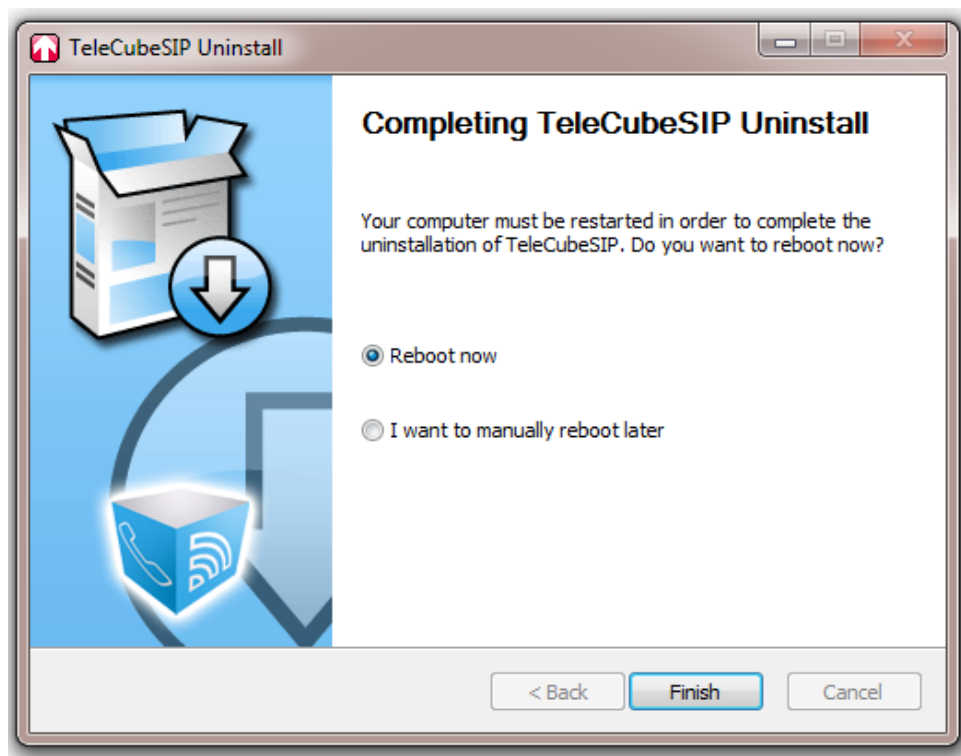 TeleCubeSIP Uninstall
Completing TeleCubeSIP Uninstall
Your computer must be restarted in order to complete the
uninstallation of TeleCubeSIP. Do you want to reboot now?
Reboot now
I want to manually reboot later
< Back
Finish
Cancel